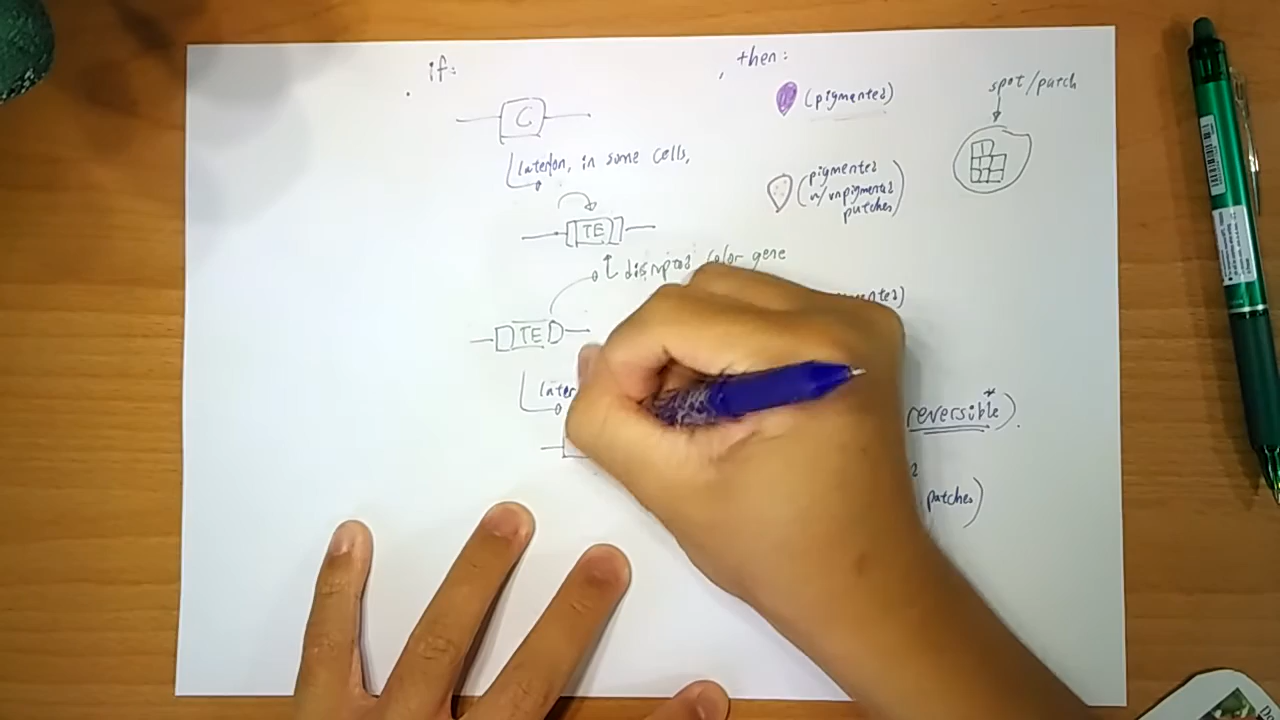 if:
, then:
spot/patch
C
(pigmented)
Later on, in some cells,
pigmented
w/unpigmented
patches
TE
disrupted color gene
TE
reversible*).
patches)